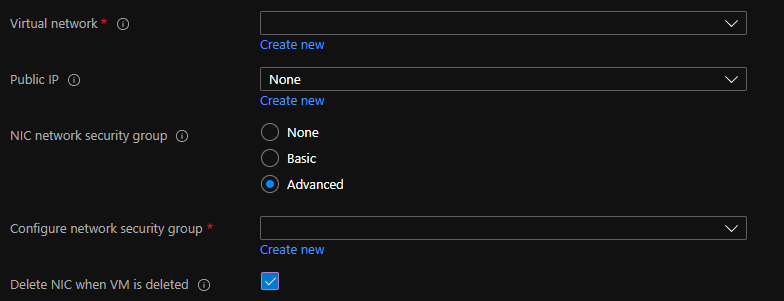 Virtual network *
Create new
Public IP
None
Create new
NIC network security group
None
Basic
Advanced
Configure network security group *
Create new
Delete NIC when VM is deleted